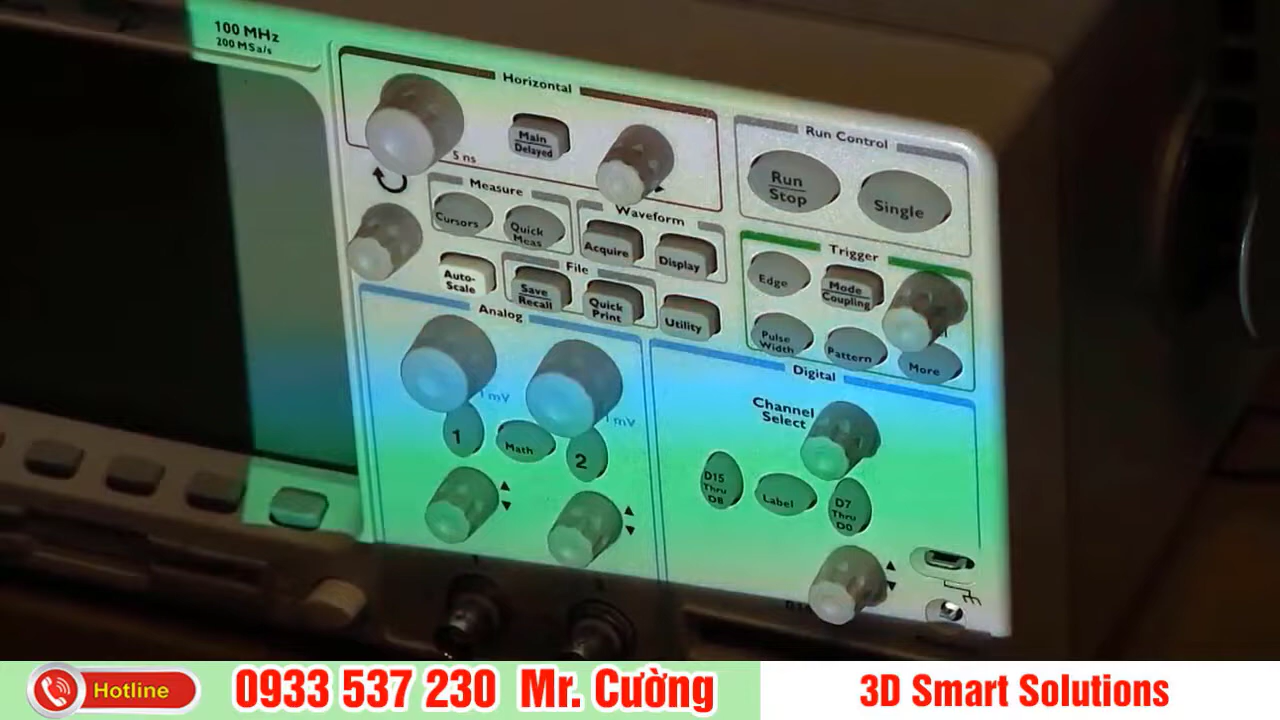 100 MHz
200 MSa/s
Horizontal
5 ns
Main
Delayed
Run Control
Run
Stop
Single
Measure
Cursors
Quick
Meas
Waveform
Acquire
Display
Trigger
Edge
Mode
Coupling
Pulse
Width
Pattern
More
Auto-
Scale
File
Save
Recall
Quick
Print
Utility
Analog
1 mV
1 mV
1
Math
2
Digital
Channel
Select
D15
Thru
D8
Label
D7
Thru
D0
Hotline
0933 537 230 Mr. Cường
3D Smart Solutions